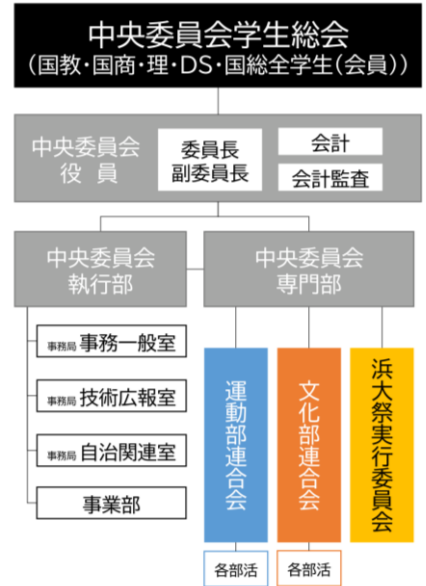 中央委員会学生総会
(国教・国商・理・DS・国総全学生(会員))
中央委員会
役 員
委員長
副委員長
会計
会計監査
中央委員会
執行部
中央委員会
専門部
事務局 事務一般室
事務局 技術広報室
事務局 自治関連室
事業部
運動部連合会
文化部連合会
浜大祭実行委員会
各部活
各部活